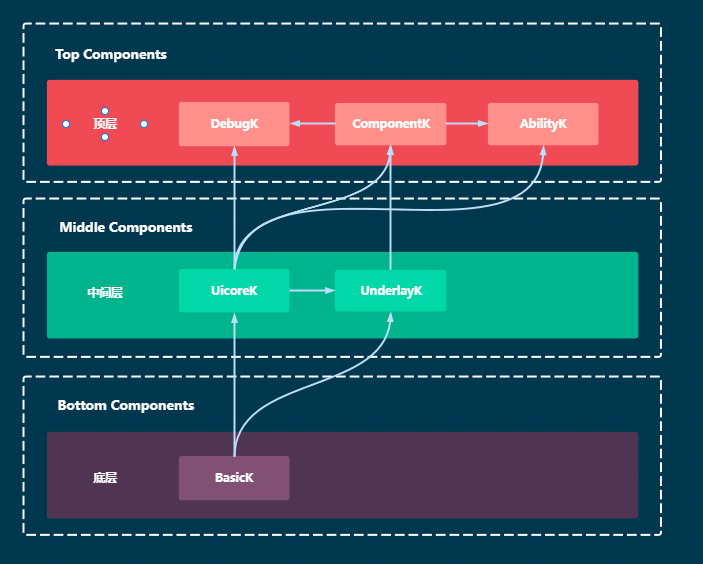 Top Components
顶层
DebugK
ComponentK
AbilityK
Middle Components
中间层
UicoreK
UnderlayK
Bottom Components
底层
BasicK